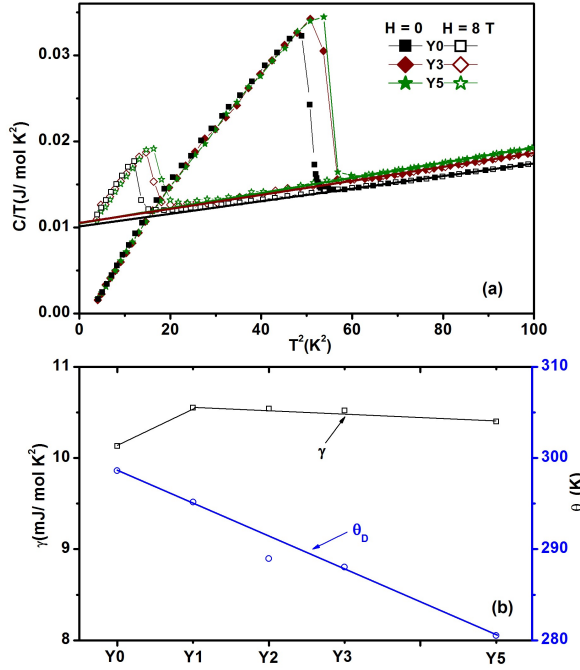 (a)
H = 0 H = 8 T
Y0
Y3
Y5
C/T(J/ mol K²)
0.03
0.02
0.01
0.00
0 20 40 60 80 100
T²(K²)
11
10
9
8
γ(mJ/ mol K²)
310
300
290
280
θ (K)
γ
θ_D
(b)
Y0 Y1 Y2 Y3 Y5